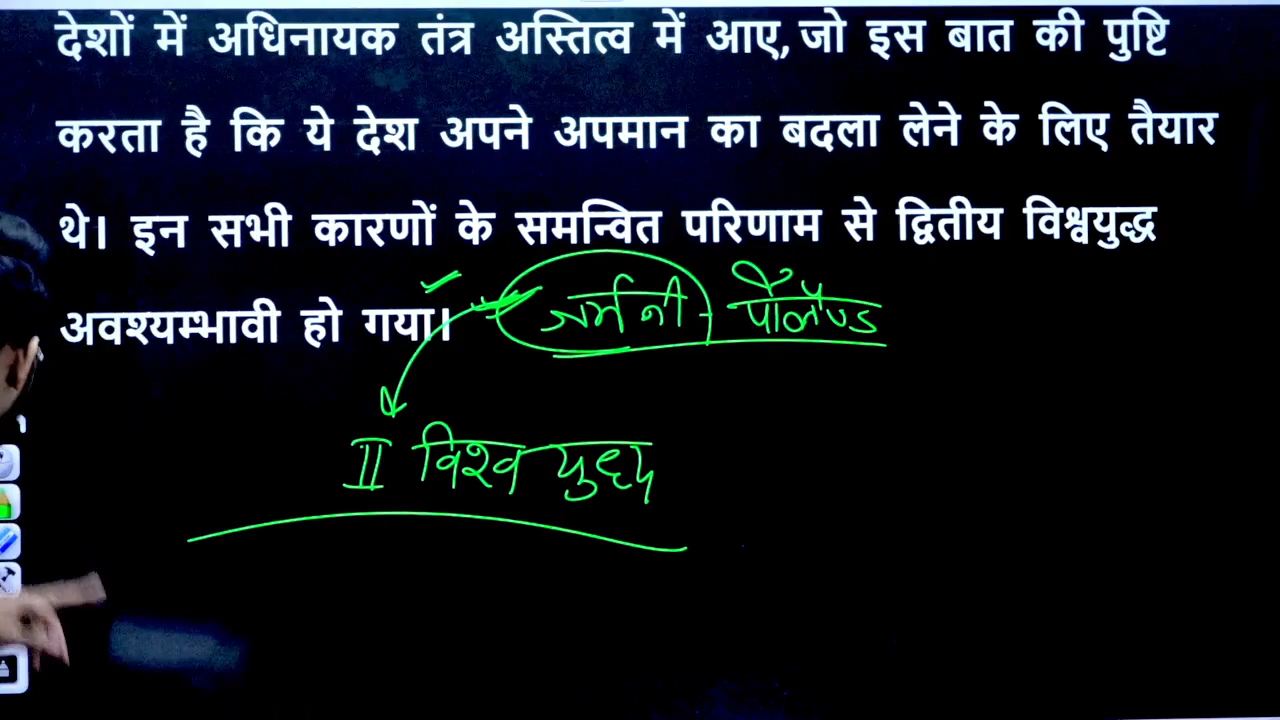 देशों में अधिनायक तंत्र अस्तित्व में आए, जो इस बात की पुष्टि
करता है कि ये देश अपने अपमान का बदला लेने के लिए तैयार
थे। इन सभी कारणों के समन्वित परिणाम से द्वितीय विश्वयुद्ध
अवश्यम्भावी हो गया।
जर्मनी - पोलैण्ड
II विश्व युध्द